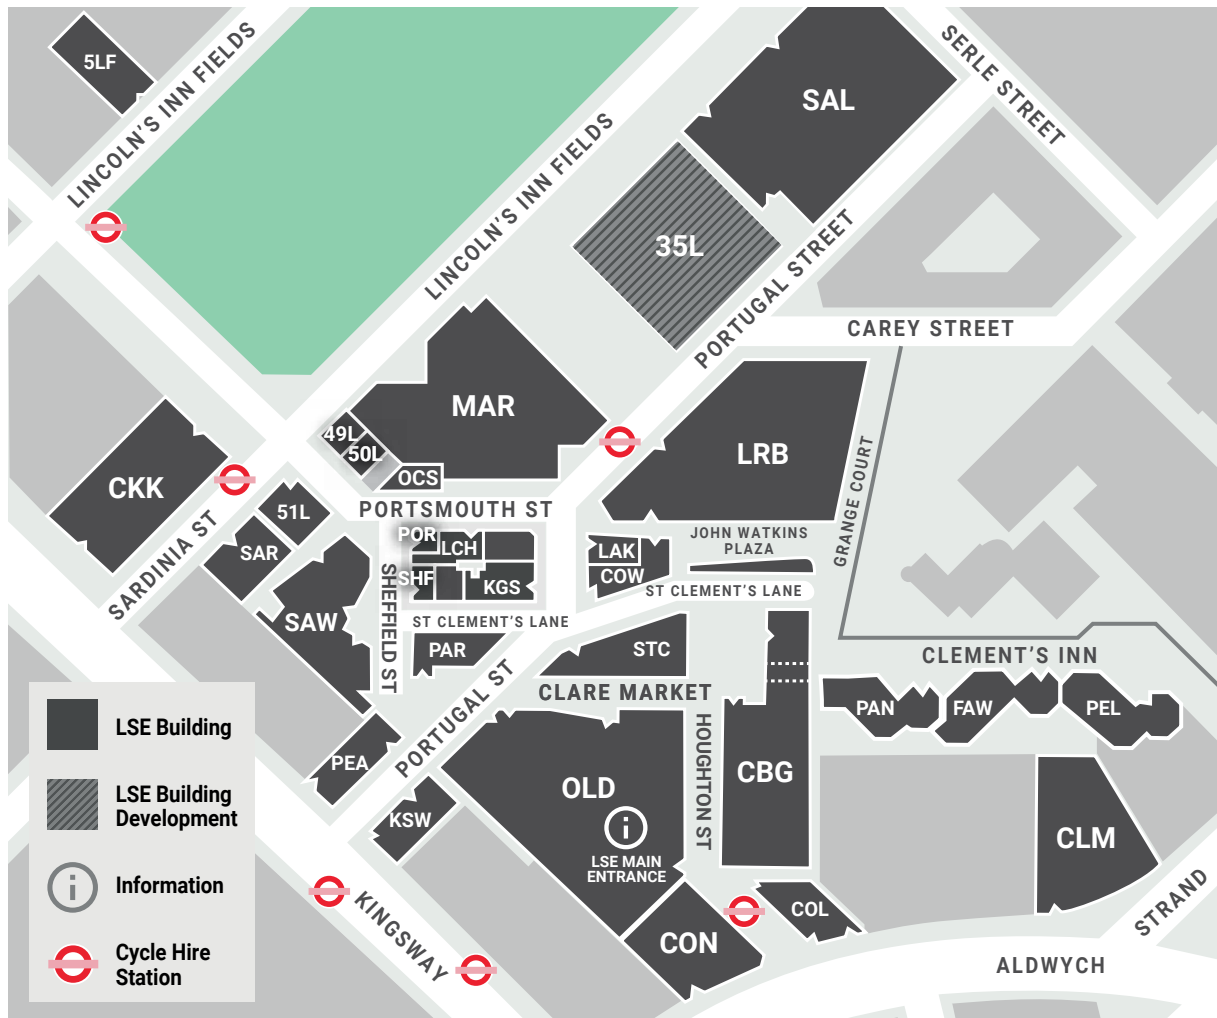 5LF
LINCOLN'S INN FIELDS
SERLE STREET
SAL
LINCOLN'S INN FIELDS
35L
PORTUGAL STREET
CAREY STREET
MAR
49L
50L
OCS
LRB
GRANGE COURT
CKK
SARDINIA ST
51L
SAR
PORTSMOUTH ST
POR
LCH
SHF
KGS
SHEFFIELD ST
LAK
COW
JOHN WATKINS
PLAZA
ST CLEMENT'S LANE
ST CLEMENT'S LANE
SAW
PAR
STC
CLEMENT'S INN
CLARE MARKET
PORTUGAL ST
HOUGHTON ST
PAN
FAW
PEL
PEA
KSW
OLD
LSE MAIN
ENTRANCE
CBG
CLM
COL
CON
STRAND
KINGSWAY
ALDWYCH
LSE Building
LSE Building
Development
Information
Cycle Hire
Station